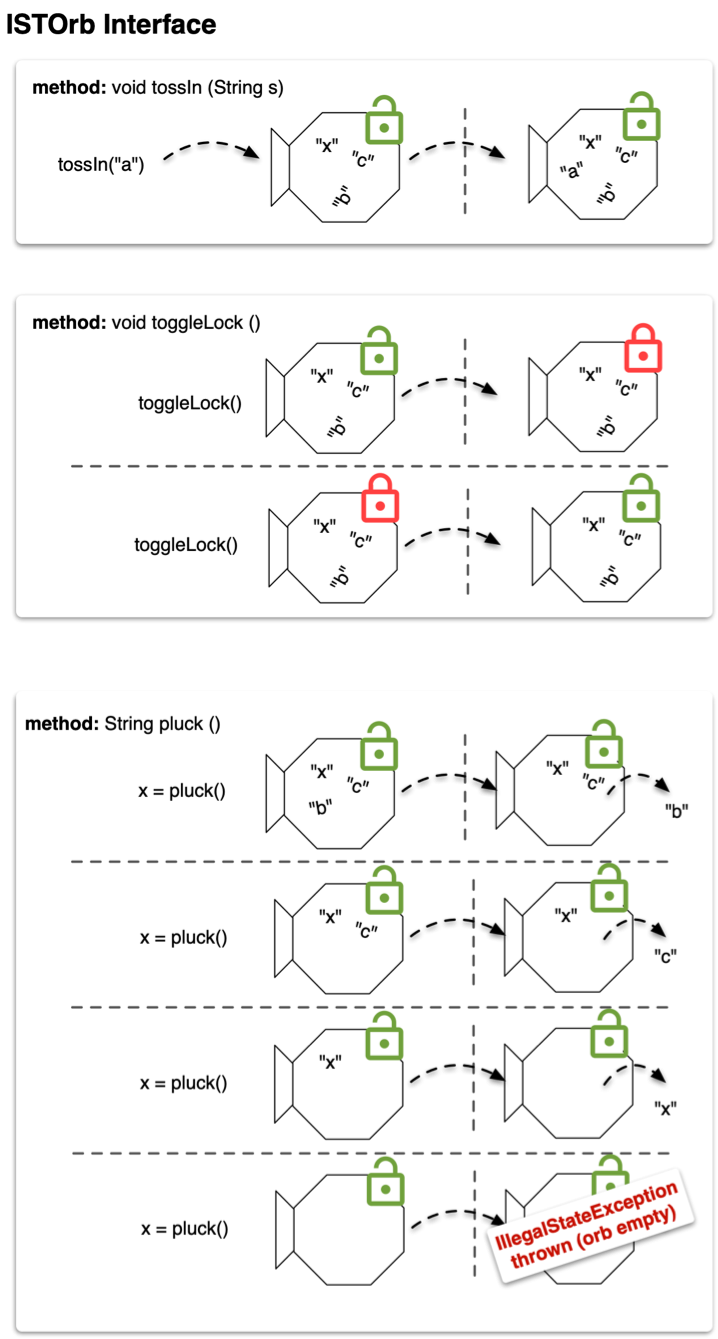 ISTOrb Interface
method: void tossIn (String s)
tossIn("a")
"x"
"c"
"b"
"x"
"c"
"a"
"b"
method: void toggleLock ()
toggleLock()
"x"
"c"
"b"
"x"
"c"
"b"
toggleLock()
"x"
"c"
"b"
"x"
"c"
"b"
method: String pluck ()
x = pluck()
"x"
"c"
"b"
"x"
"c"
"b"
x = pluck()
"x"
"c"
"x"
"c"
x = pluck()
"x"
"x"
x = pluck()
IllegalStateException
thrown (orb empty)